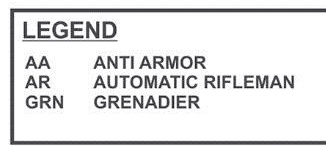 LEGEND
AA ANTI ARMOR
AR AUTOMATIC RIFLEMAN
GRN GRENADIER